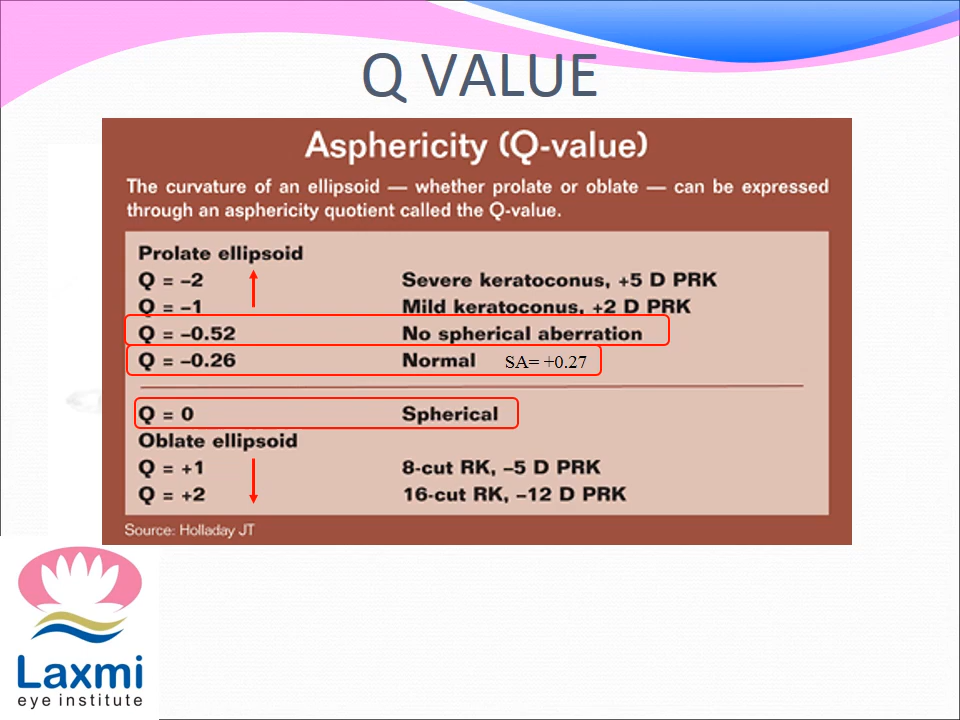 Q VALUE
Asphericity (Q-value)
The curvature of an ellipsoid — whether prolate or oblate — can be expressed
through an asphericity quotient called the Q-value.
Prolate ellipsoid
Q = –2 Severe keratoconus, +5 D PRK
Q = –1 Mild keratoconus, +2 D PRK
Q = –0.52 No spherical aberration
Q = –0.26 Normal SA= +0.27
Q = 0 Spherical
Oblate ellipsoid
Q = +1 8-cut RK, –5 D PRK
Q = +2 16-cut RK, –12 D PRK
Source: Holladay JT
Laxmi
eye institute